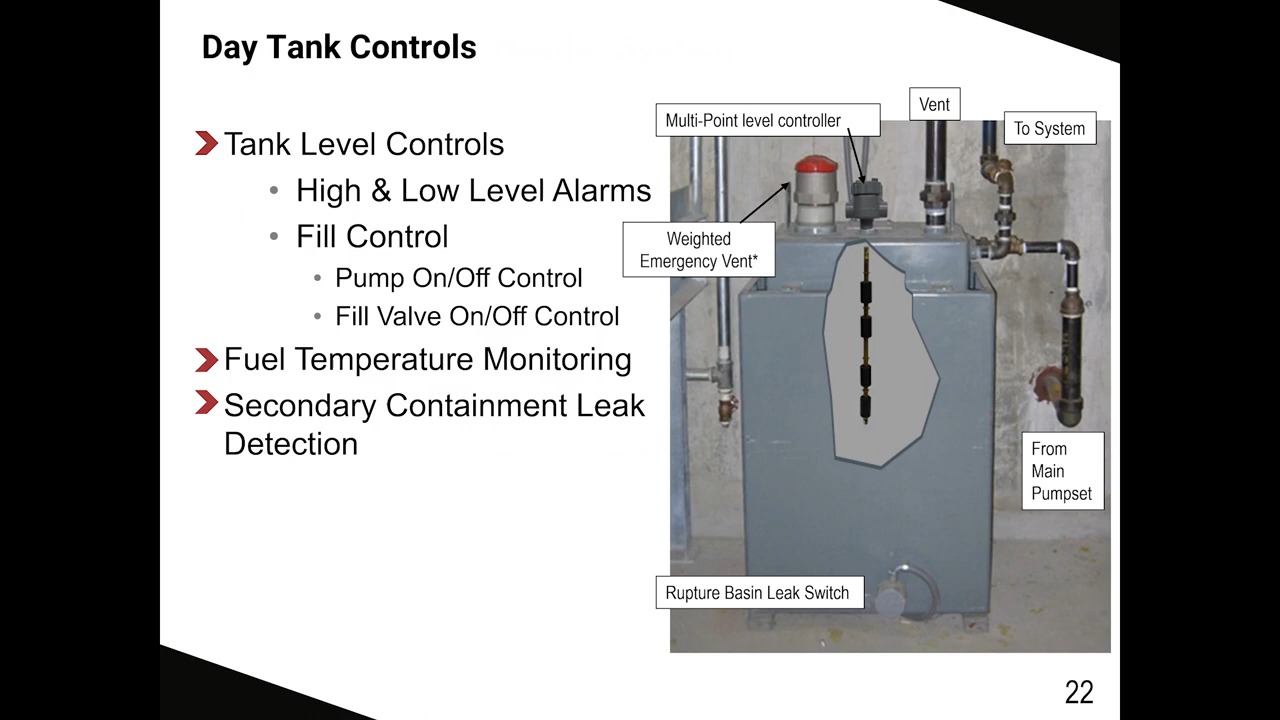 Day Tank Controls
Tank Level Controls
• High & Low Level Alarms
• Fill Control
• Pump On/Off Control
• Fill Valve On/Off Control
Fuel Temperature Monitoring
Secondary Containment Leak
Detection
Multi-Point level controller
Vent
To System
Weighted
Emergency Vent*
From
Main
Pumpset
Rupture Basin Leak Switch
22